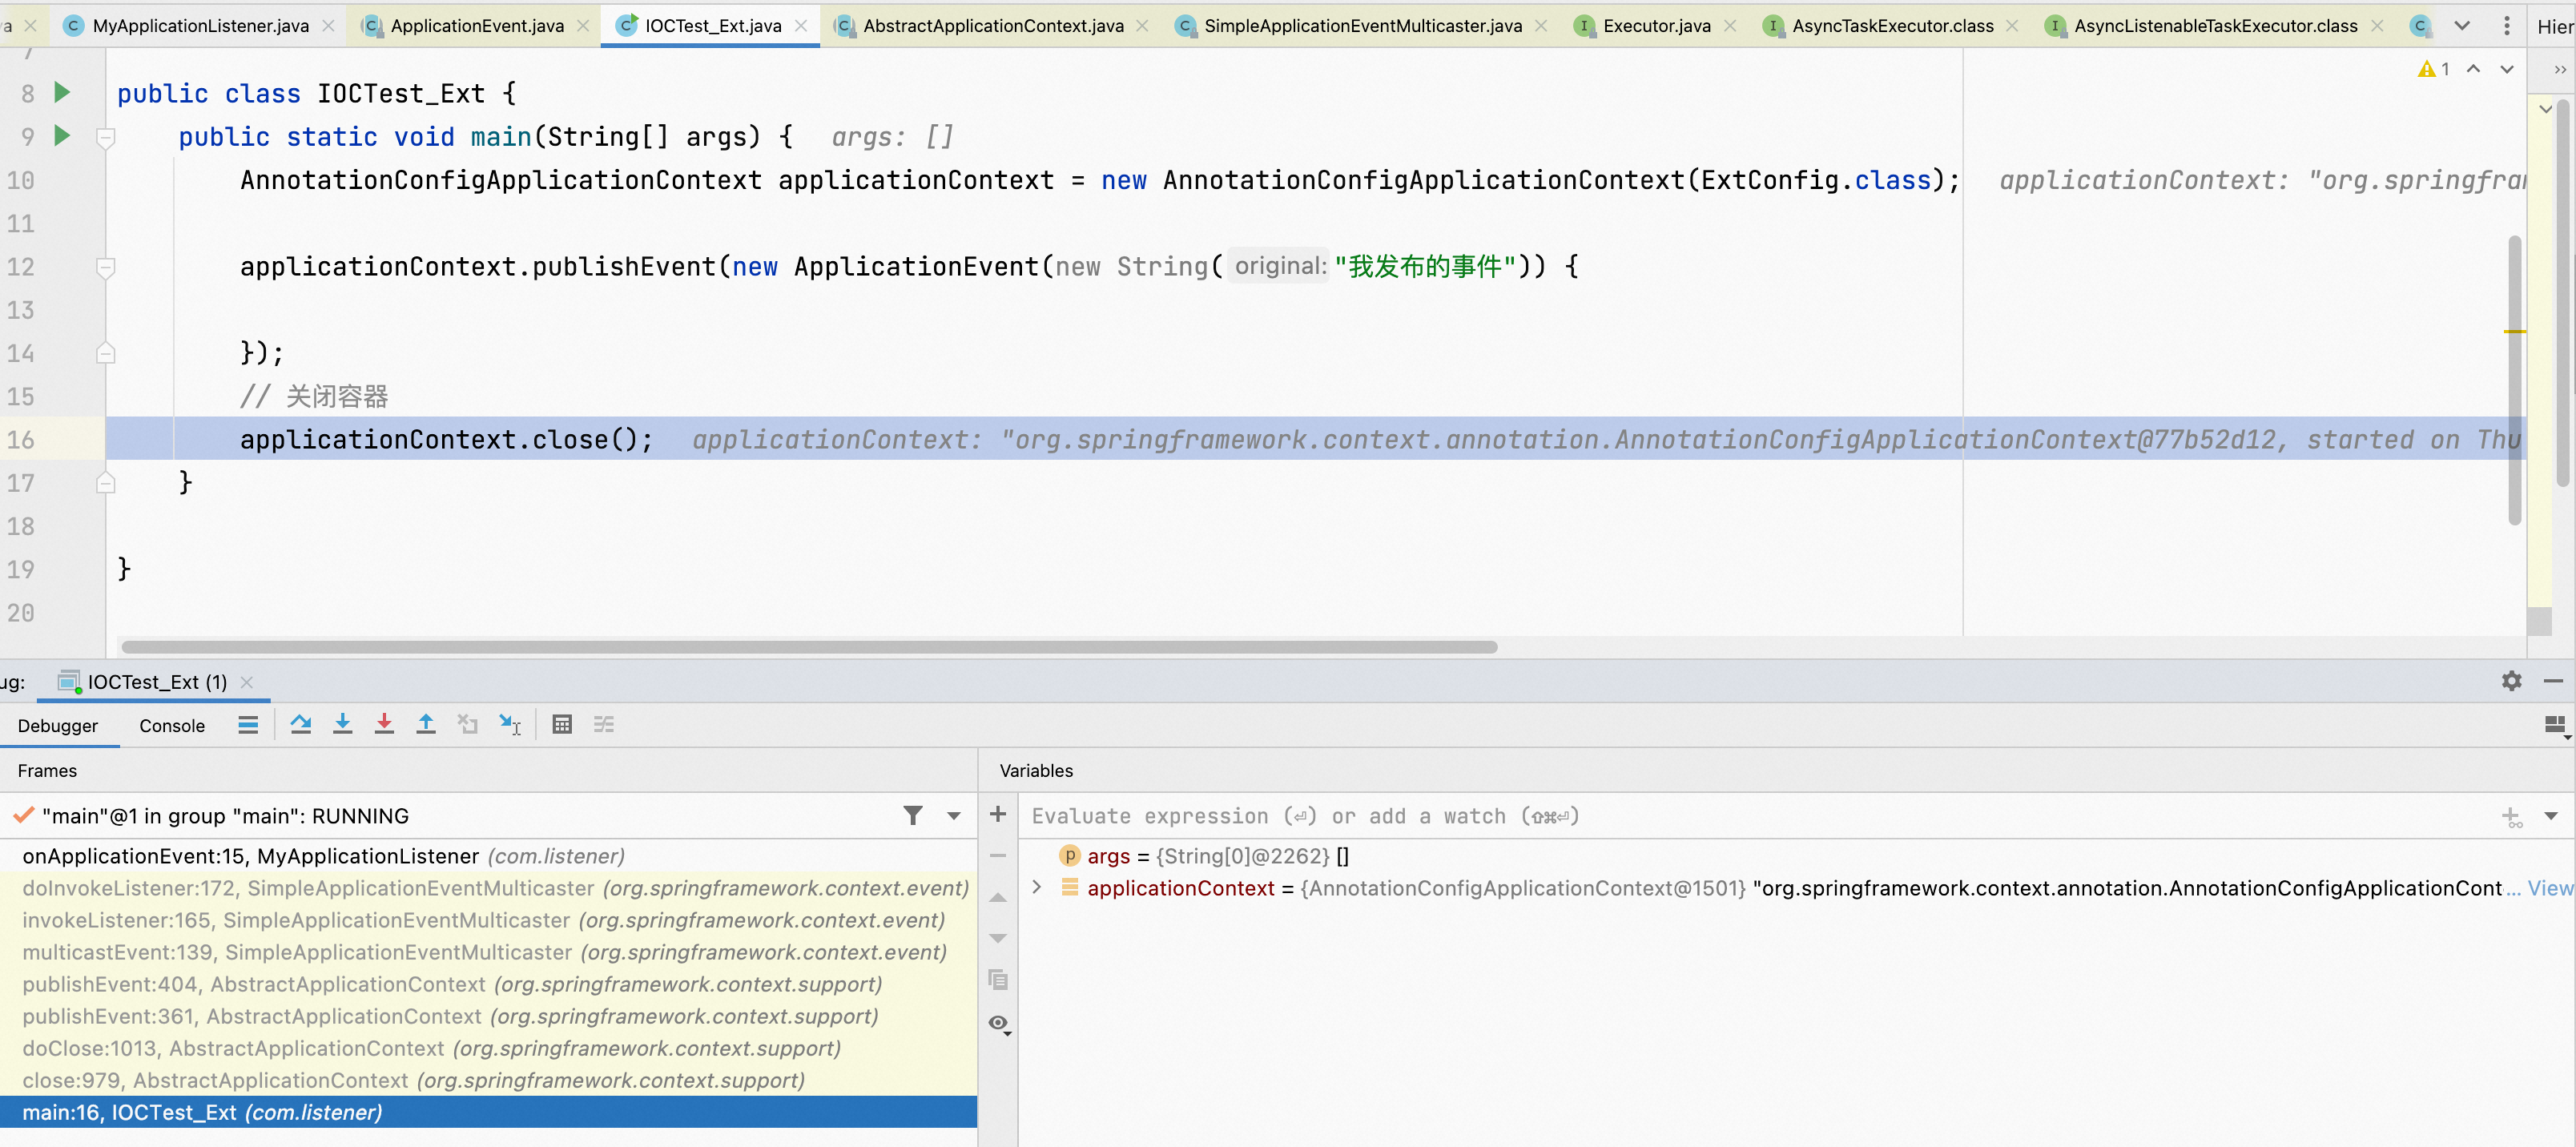 va MyApplicationListener.java ApplicationEvent.java IOCTest_Ext.java AbstractApplicationContext.java SimpleApplicationEventMulticaster.java Executor.java AsyncTaskExecutor.class AsyncListenableTaskExecutor.class Hier
7
1
8 public class IOCTest_Ext {
9 public static void main(String[] args) { args: []
10 AnnotationConfigApplicationContext applicationContext = new AnnotationConfigApplicationContext(ExtConfig.class); applicationContext: "org.springfra
11
12 applicationContext.publishEvent(new ApplicationEvent(new String( original: "我发布的事件")) {
13
14 });
15 // 关闭容器
16 applicationContext.close(); applicationContext: "org.springframework.context.annotation.AnnotationConfigApplicationContext@77b52d12, started on Thu
17 }
18
19 }
20
ug: IOCTest_Ext (1)
Debugger Console
Frames
Variables
"main"@1 in group "main": RUNNING
Evaluate expression (⏎) or add a watch (⇧⌘⏎)
onApplicationEvent:15, MyApplicationListener (com.listener)
doInvokeListener:172, SimpleApplicationEventMulticaster (org.springframework.context.event)
invokeListener:165, SimpleApplicationEventMulticaster (org.springframework.context.event)
multicastEvent:139, SimpleApplicationEventMulticaster (org.springframework.context.event)
publishEvent:404, AbstractApplicationContext (org.springframework.context.support)
publishEvent:361, AbstractApplicationContext (org.springframework.context.support)
doClose:1013, AbstractApplicationContext (org.springframework.context.support)
close:979, AbstractApplicationContext (org.springframework.context.support)
main:16, IOCTest_Ext (com.listener)
args = {String[0]@2262} []
applicationContext = {AnnotationConfigApplicationContext@1501} "org.springframework.context.annotation.AnnotationConfigApplicationCont... View